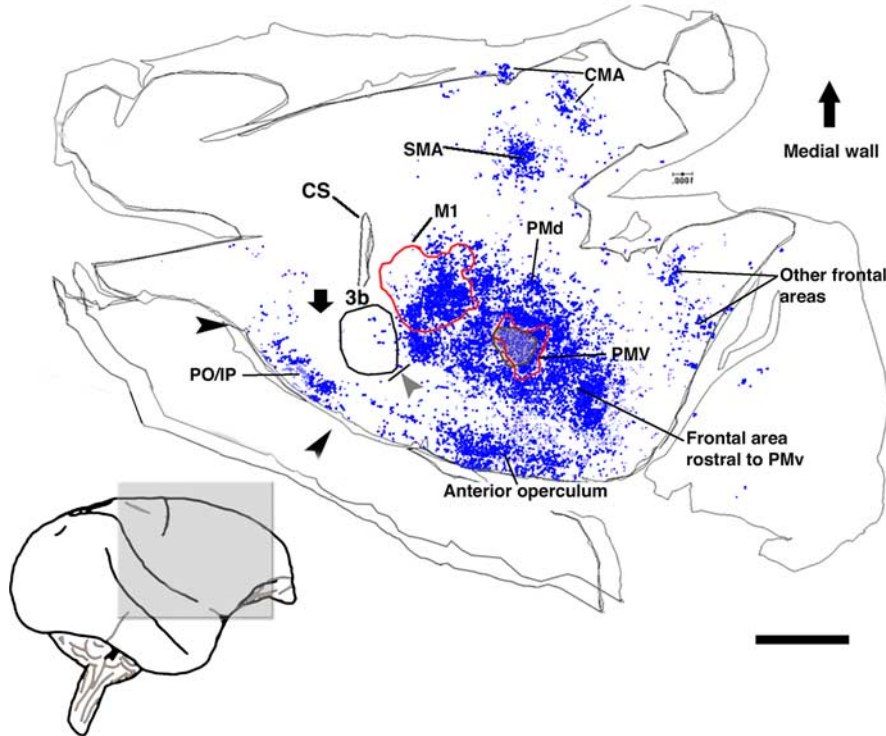 CMA
SMA
Medial wall
.0001
CS
M1
PMd
Other frontal
areas
3b
PMV
PO/IP
Frontal area
rostral to PMv
Anterior operculum